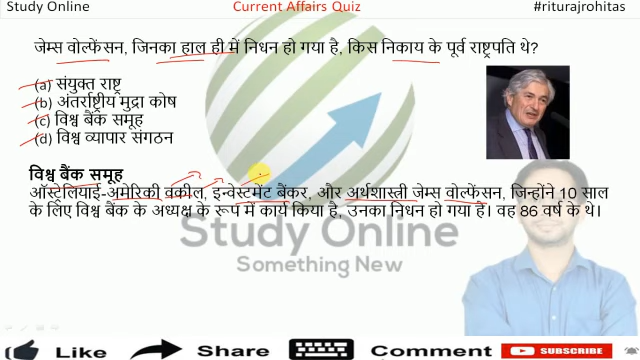 Study Online
Current Affairs Quiz
#riturajrohitas
जेम्स वोल्फेंसन, जिनका हाल ही में निधन हो गया है, किस निकाय के पूर्व राष्ट्रपति थे?
(a) संयुक्त राष्ट्र
(b) अंतर्राष्ट्रीय मुद्रा कोष
(c) विश्व बैंक समूह
(d) विश्व व्यापार संगठन
विश्व बैंक समूह
ऑस्ट्रेलियाई-अमेरिकी वकील, इन्वेस्टमेंट बैंकर, और अर्थशास्त्री जेम्स वोल्फेंसन, जिन्होंने 10 साल
के लिए विश्व बैंक के अध्यक्ष के रूप में कार्य किया है, उनका निधन हो गया है। वह 86 वर्ष के थे।
Study Online
Something New
Like
Share
Comment
SUBSCRIBE